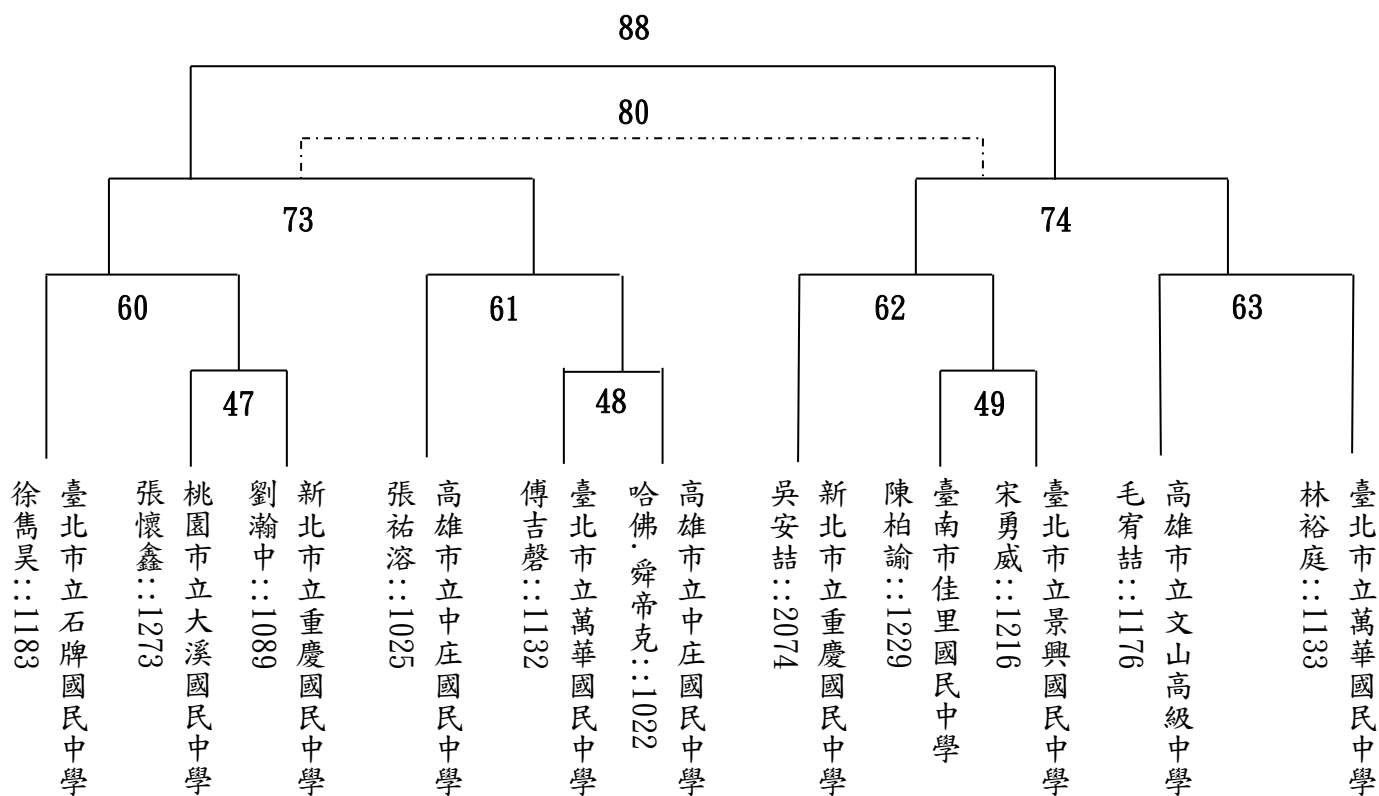 88
80
73
74
60
61
62
63
47
48
49
徐雋昊::1183
臺北市立石牌國民中學
張懷鑫::1273
桃園市立大溪國民中學
劉瀚中::1089
新北市立重慶國民中學
張祐溶::1025
高雄市立中庄國民中學
傅吉磬::1132
臺北市立萬華國民中學
哈佛.舜帝克::1022
高雄市立中庄國民中學
吳安喆::2074
新北市立重慶國民中學
陳柏諭::1229
臺南市佳里國民中學
宋勇威::1216
臺北市立景興國民中學
毛宥喆::1176
高雄市立文山高級中學
林裕庭::1133
臺北市立萬華國民中學